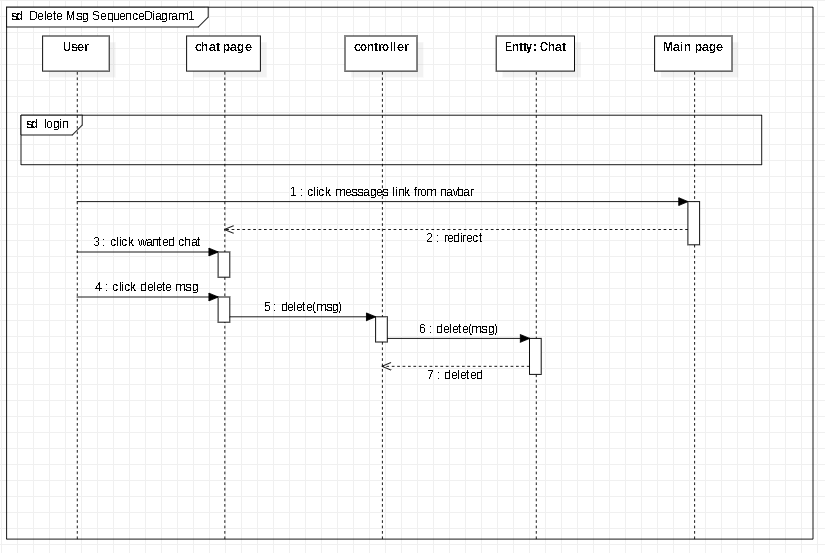 sd Delete Msg SequenceDiagram1
User
chat page
controller
Entty: Chat
Main page
sd login
1 : click messages link from navbar
2 : redirect
3 : click wanted chat
4 : click delete msg
5 : delete(msg)
6 : delete(msg)
7 : deleted